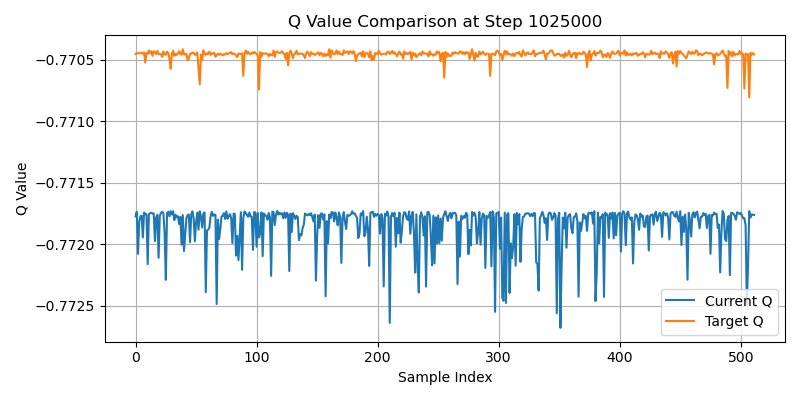 Q Value Comparison at Step 1025000
−0.7705
−0.7710
−0.7715
−0.7720
−0.7725
Q Value
0
100
200
300
400
500
Sample Index
Current Q
Target Q